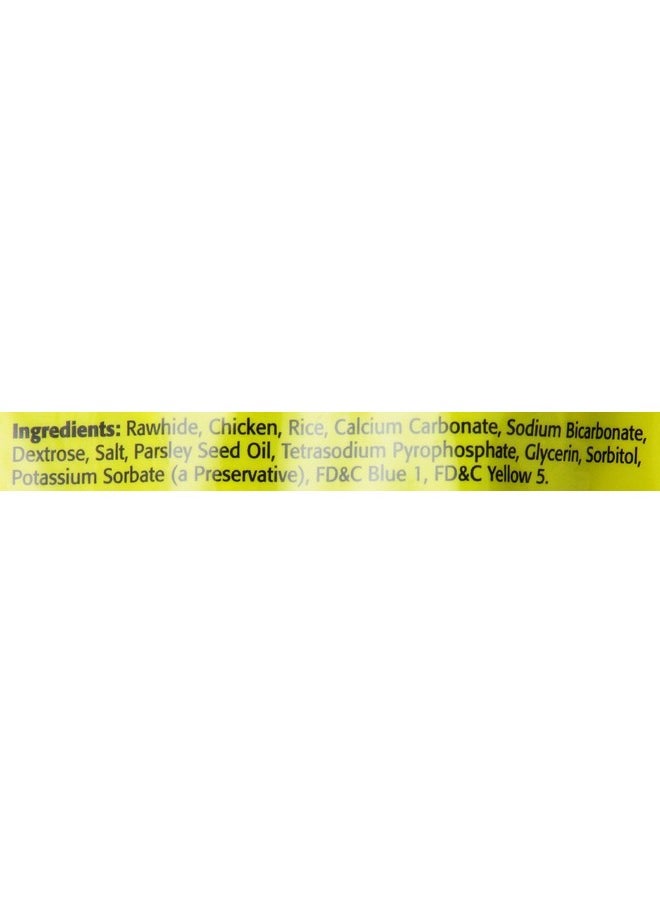 Ingredients: Rawhide, Chicken, Rice, Calcium Carbonate, Sodium Bicarbonate,
Dextrose, Salt, Parsley Seed Oil, Tetrasodium Pyrophosphate, Glycerin, Sorbitol,
Potassium Sorbate (a Preservative), FD&C Blue 1, FD&C Yellow 5.